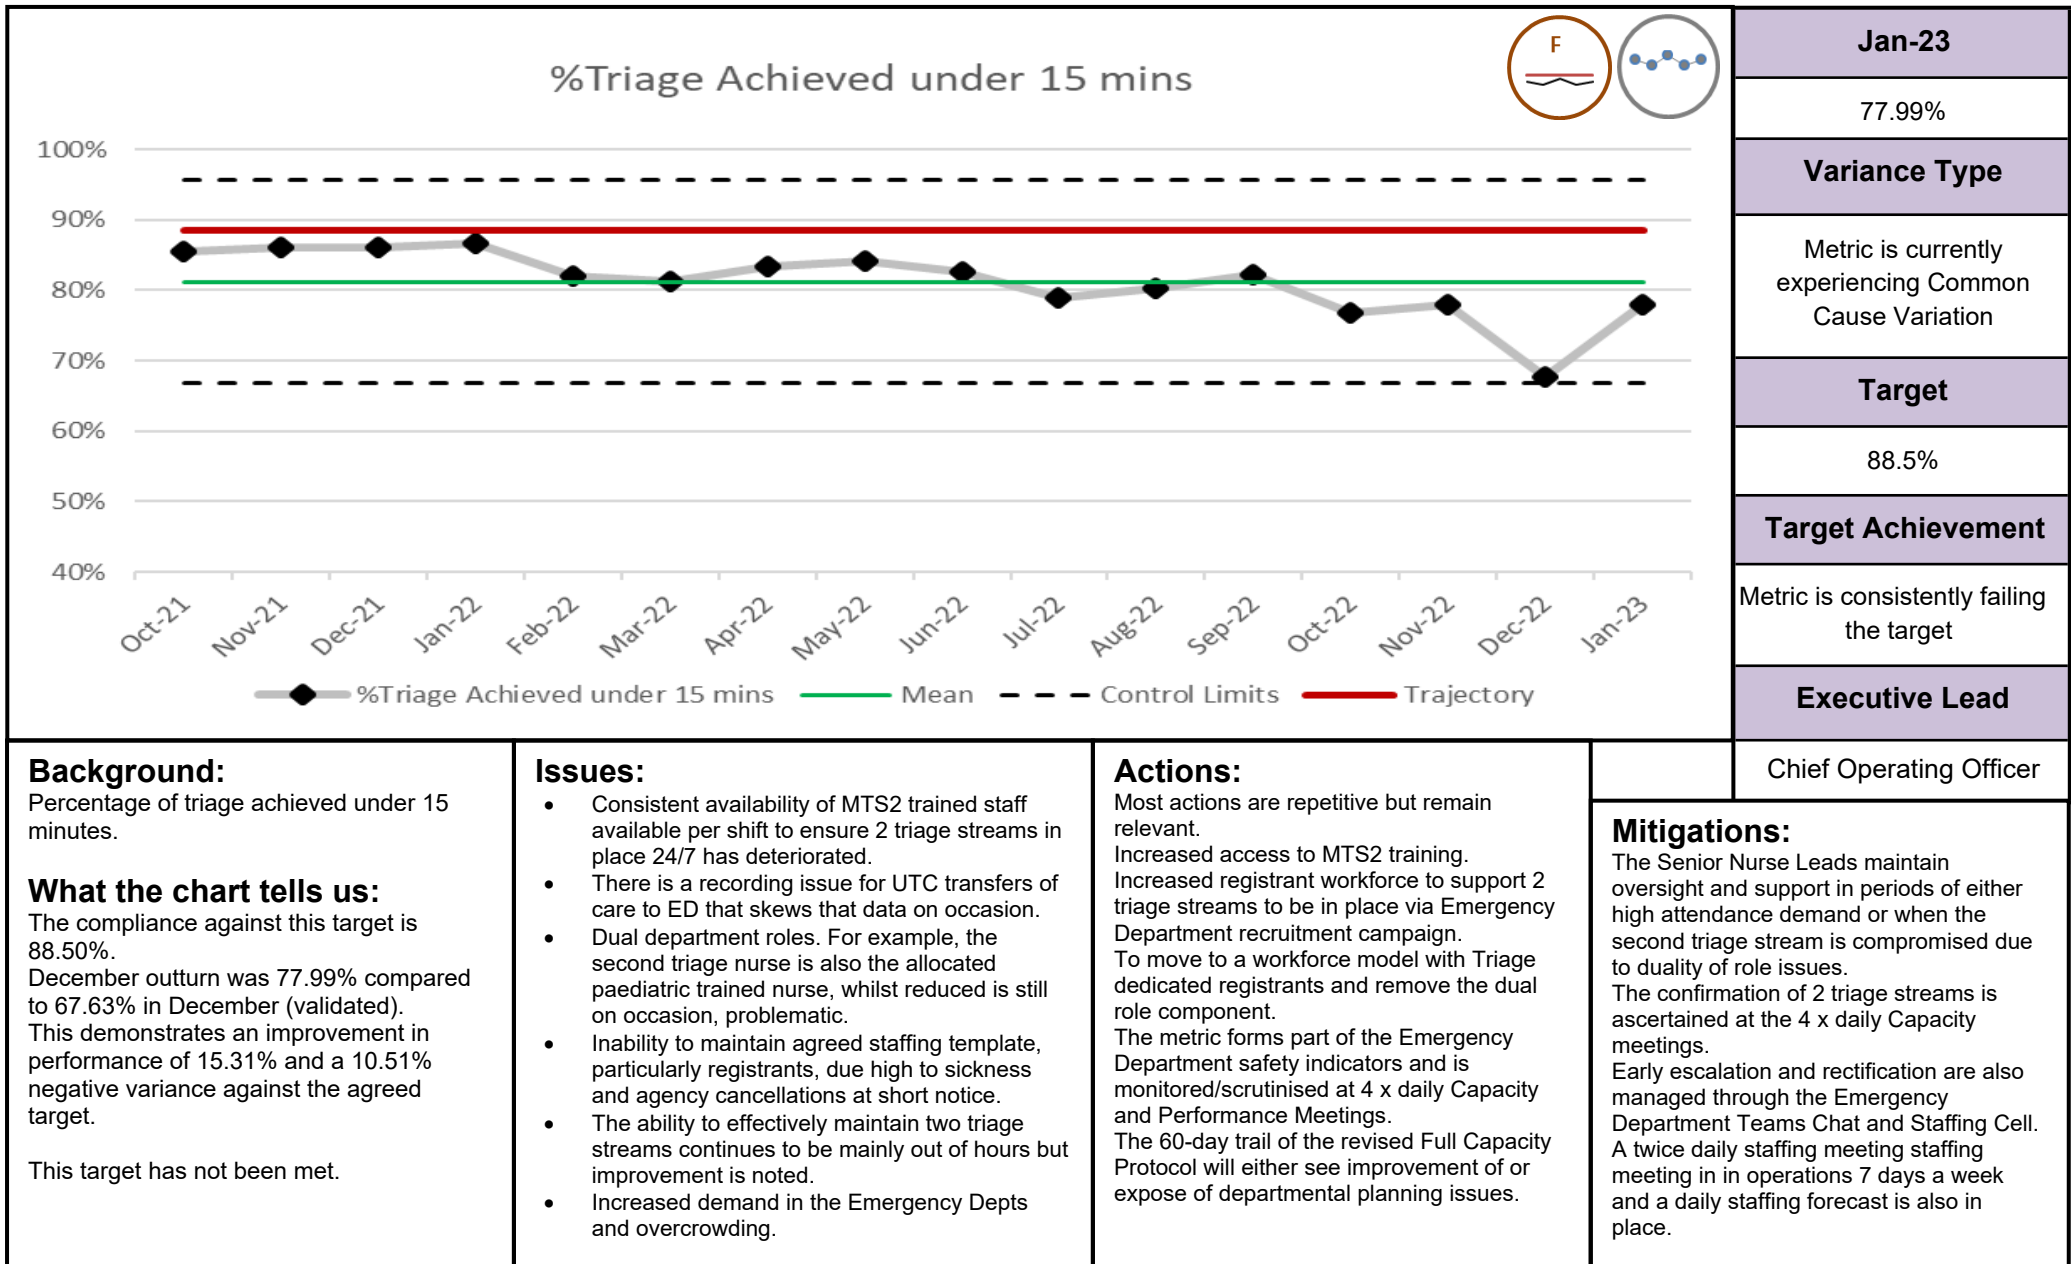 %Triage Achieved under 15 mins
F
100%
90%
80%
70%
60%
50%
40%
Oct-21
Nov-21
Dec-21
Jan-22
Feb-22
Mar-22
Apr-22
May-22
Jun-22
Jul-22
Aug-22
Sep-22
Oct-22
Nov-22
Dec-22
Jan-23
%Triage Achieved under 15 mins
Mean
Control Limits
Trajectory
Jan-23
77.99%
Variance Type
Metric is currently
experiencing Common
Cause Variation
Target
88.5%
Target Achievement
Metric is consistently failing
the target
Executive Lead
Chief Operating Officer
Background:
Percentage of triage achieved under 15
minutes.
What the chart tells us:
The compliance against this target is
88.50%.
December outturn was 77.99% compared
to 67.63% in December (validated).
This demonstrates an improvement in
performance of 15.31% and a 10.51%
negative variance against the agreed
target.
This target has not been met.
Issues:
• Consistent availability of MTS2 trained staff
available per shift to ensure 2 triage streams in
place 24/7 has deteriorated.
• There is a recording issue for UTC transfers of
care to ED that skews that data on occasion.
• Dual department roles. For example, the
second triage nurse is also the allocated
paediatric trained nurse, whilst reduced is still
on occasion, problematic.
• Inability to maintain agreed staffing template,
particularly registrants, due high to sickness
and agency cancellations at short notice.
• The ability to effectively maintain two triage
streams continues to be mainly out of hours but
improvement is noted.
• Increased demand in the Emergency Depts
and overcrowding.
Actions:
Most actions are repetitive but remain
relevant.
Increased access to MTS2 training.
Increased registrant workforce to support 2
triage streams to be in place via Emergency
Department recruitment campaign.
To move to a workforce model with Triage
dedicated registrants and remove the dual
role component.
The metric forms part of the Emergency
Department safety indicators and is
monitored/scrutinised at 4 x daily Capacity
and Performance Meetings.
The 60-day trail of the revised Full Capacity
Protocol will either see improvement of or
expose of departmental planning issues.
Mitigations:
The Senior Nurse Leads maintain
oversight and support in periods of either
high attendance demand or when the
second triage stream is compromised due
to duality of role issues.
The confirmation of 2 triage streams is
ascertained at the 4 x daily Capacity
meetings.
Early escalation and rectification are also
managed through the Emergency
Department Teams Chat and Staffing Cell.
A twice daily staffing meeting staffing
meeting in in operations 7 days a week
and a daily staffing forecast is also in
place.